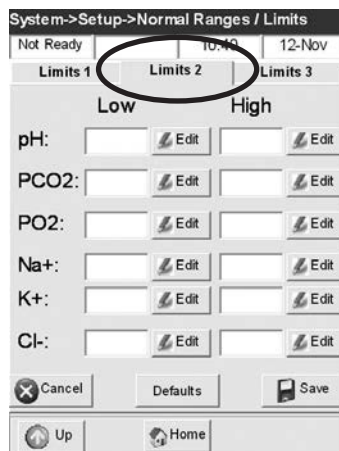 System->Setup->Normal Ranges / Limits
Not Ready 10:49 12-Nov
Limits 1 Limits 2 Limits 3
Low High
pH: Edit Edit
PCO2: Edit Edit
PO2: Edit Edit
Na+: Edit Edit
K+: Edit Edit
Cl-: Edit Edit
Cancel Defaults Save
Up Home